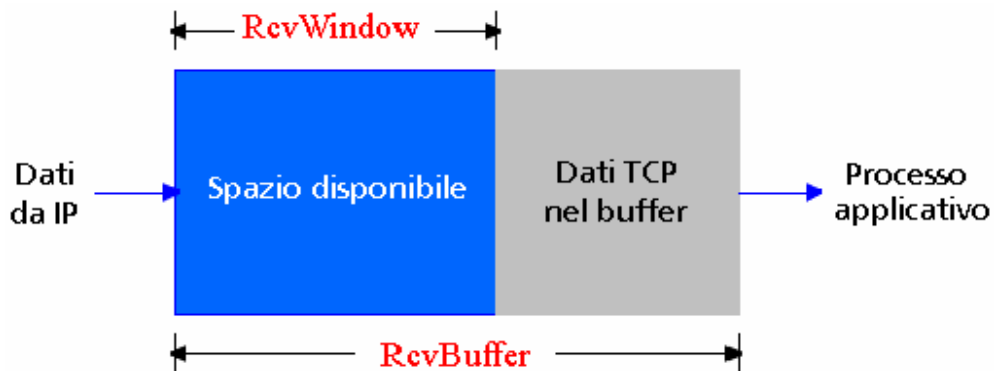 RcvWindow
Dati
da IP
Spazio disponibile
Dati TCP
nel buffer
Processo
applicativo
RcvBuffer